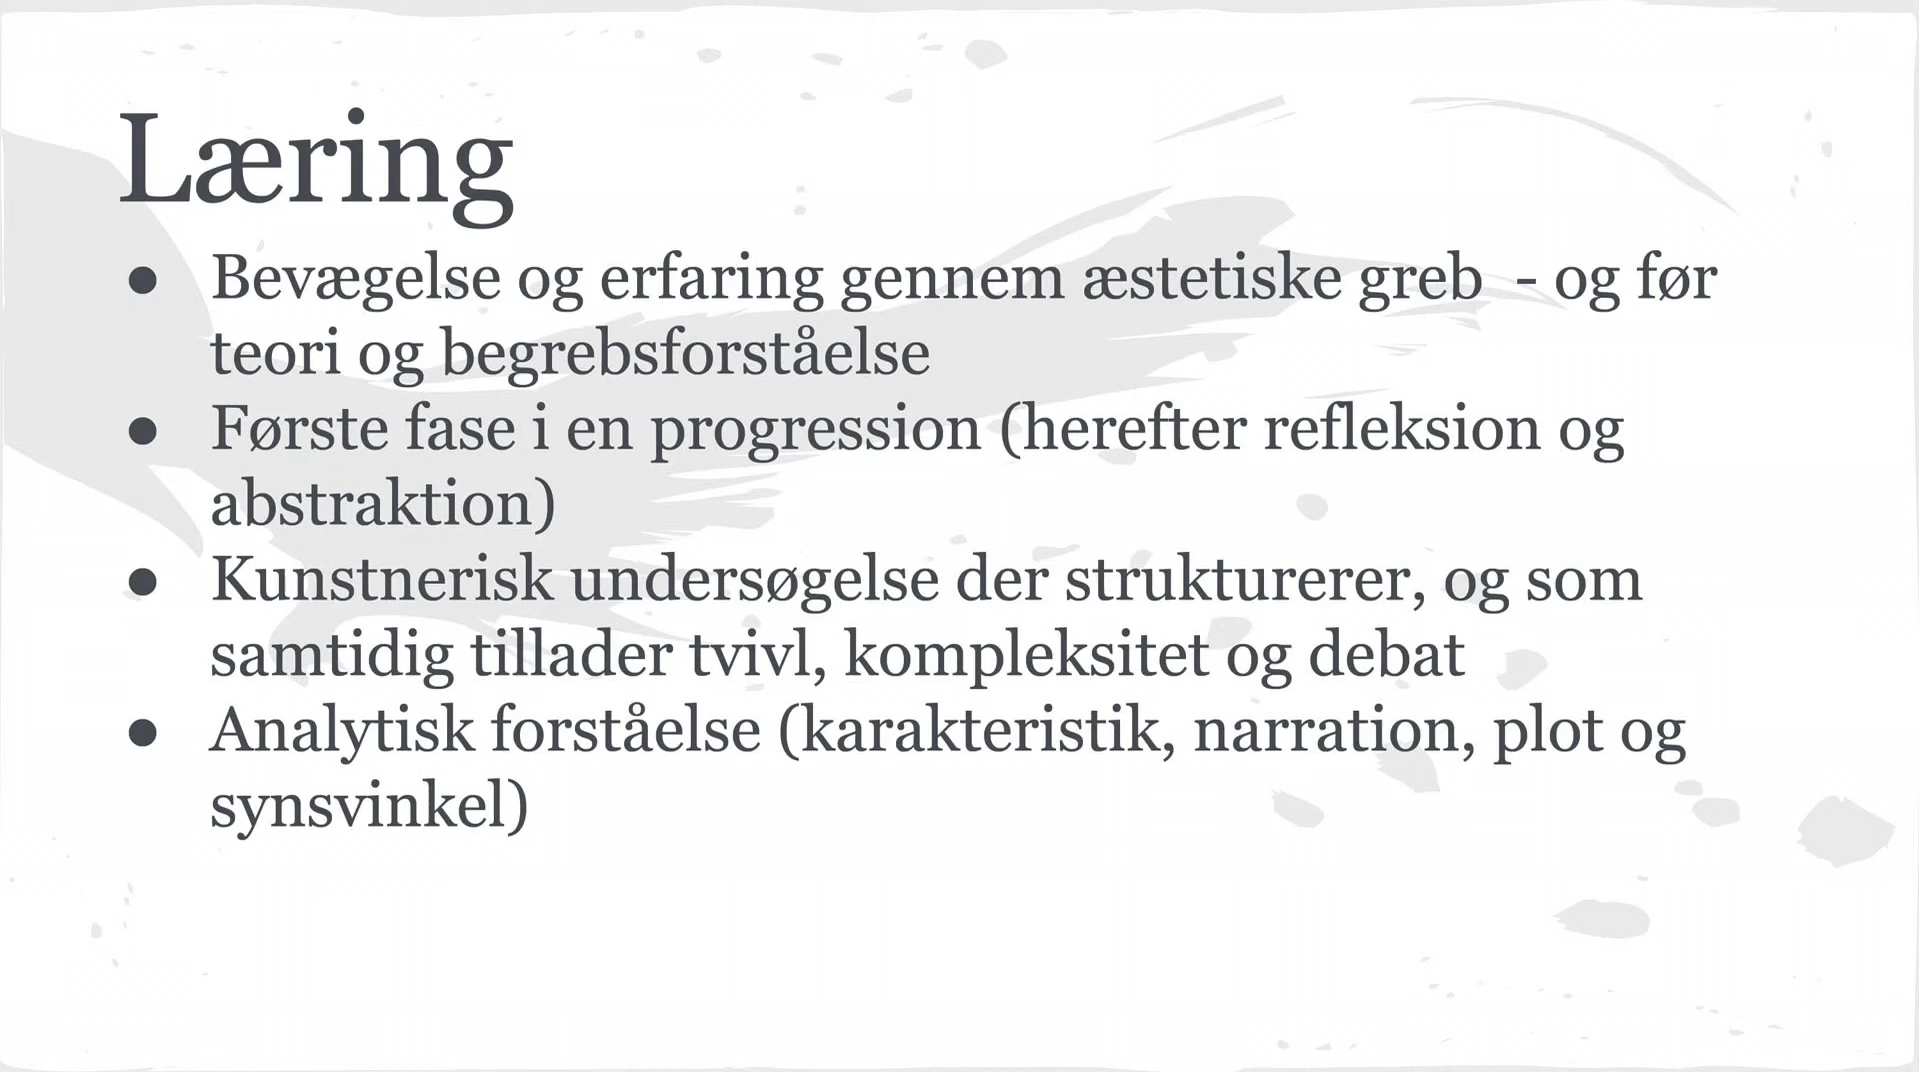 Læring
● Bevægelse og erfaring gennem æstetiske greb  - og før
teori og begrebsforståelse
● Første fase i en progression (herefter refleksion og
abstraktion)
● Kunstnerisk undersøgelse der strukturerer, og som
samtidig tillader tvivl, kompleksitet og debat
● Analytisk forståelse (karakteristik, narration, plot og
synsvinkel)